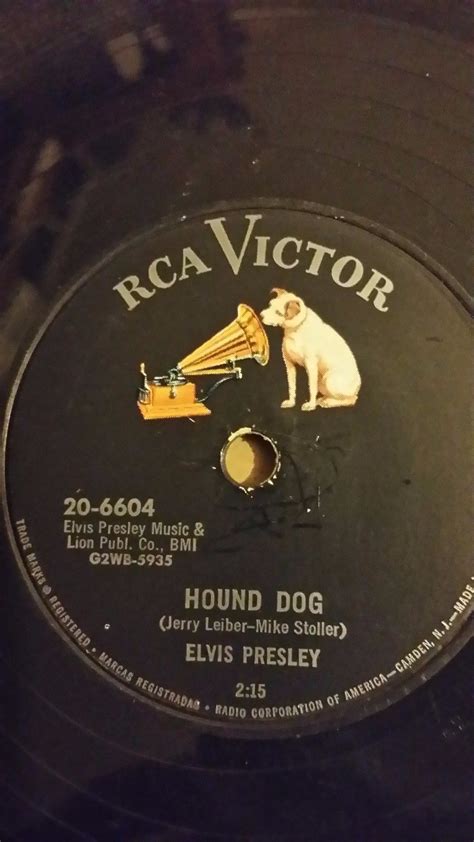 RCA VICTOR
20-6604
Elvis Presley Music &
Lion Publ. Co., BMI
G2WB-5935
HOUND DOG
(Jerry Leiber-Mike Stoller)
ELVIS PRESLEY
2:15
TRADE MARKS ® REGISTERED • MARCAS REGISTRADAS • RADIO CORPORATION OF AMERICA—CAMDEN, N.J.—MADE